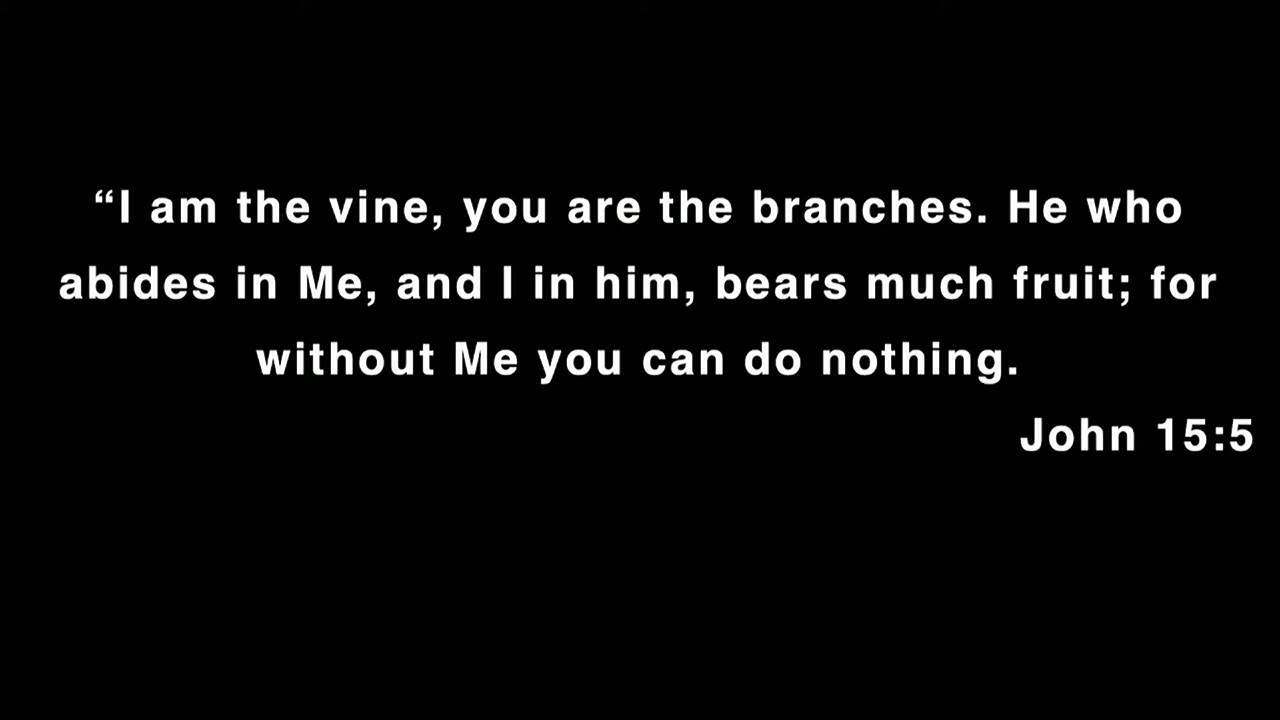 “I am the vine, you are the branches. He who
abides in Me, and I in him, bears much fruit; for
without Me you can do nothing.
John 15:5